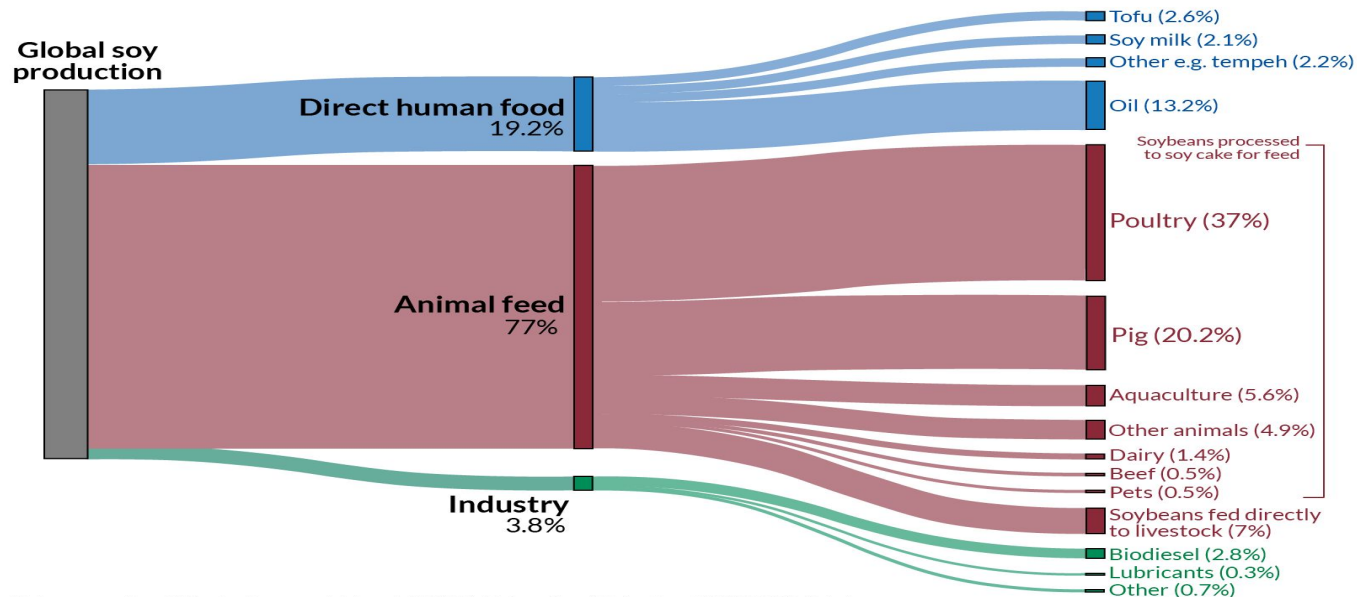 Global soy
production
Direct human food
19.2%
Animal feed
77%
Industry
3.8%
Tofu (2.6%)
Soy milk (2.1%)
Other e.g. tempeh (2.2%)
Oil (13.2%)
Soybeans processed
to soy cake for feed
Poultry (37%)
Pig (20.2%)
Aquaculture (5.6%)
Other animals (4.9%)
Dairy (1.4%)
Beef (0.5%)
Pets (0.5%)
Soybeans fed directly
to livestock (7%)
Biodiesel (2.8%)
Lubricants (0.3%)
Other (0.7%)